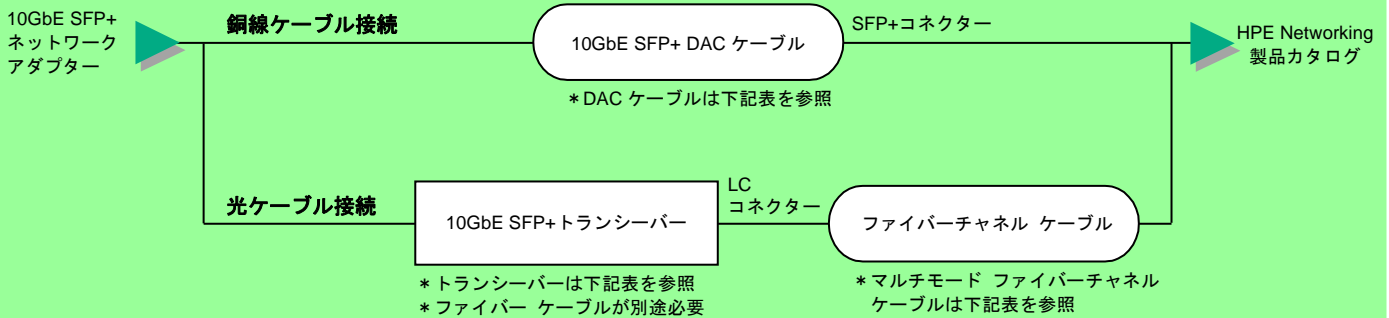 10GbE SFP+
ネットワーク
アダプター
銅線ケーブル接続
10GbE SFP+ DAC ケーブル
SFP+コネクター
HPE Networking
製品カタログ
＊DAC ケーブルは下記表を参照
光ケーブル接続
10GbE SFP+トランシーバー
LC
コネクター
ファイバーチャネル ケーブル
＊トランシーバーは下記表を参照
＊ファイバー ケーブルが別途必要
＊マルチモード ファイバーチャネル
ケーブルは下記表を参照